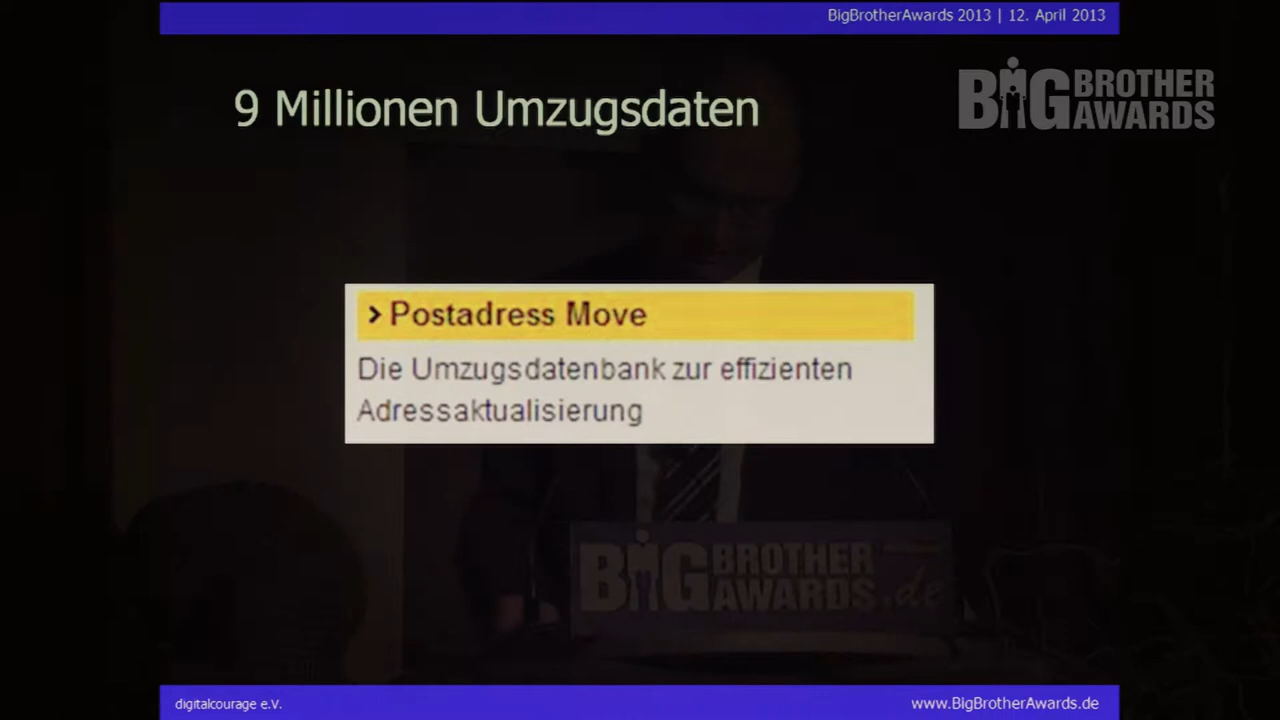 BigBrotherAwards 2013 | 12. April 2013
9 Millionen Umzugsdaten
BIG BROTHER
AWARDS
> Postadress Move
Die Umzugsdatenbank zur effizienten
Adressaktualisierung
BIG BROTHER
AWARDS.de
digitalcourage e.V.
www.BigBrotherAwards.de